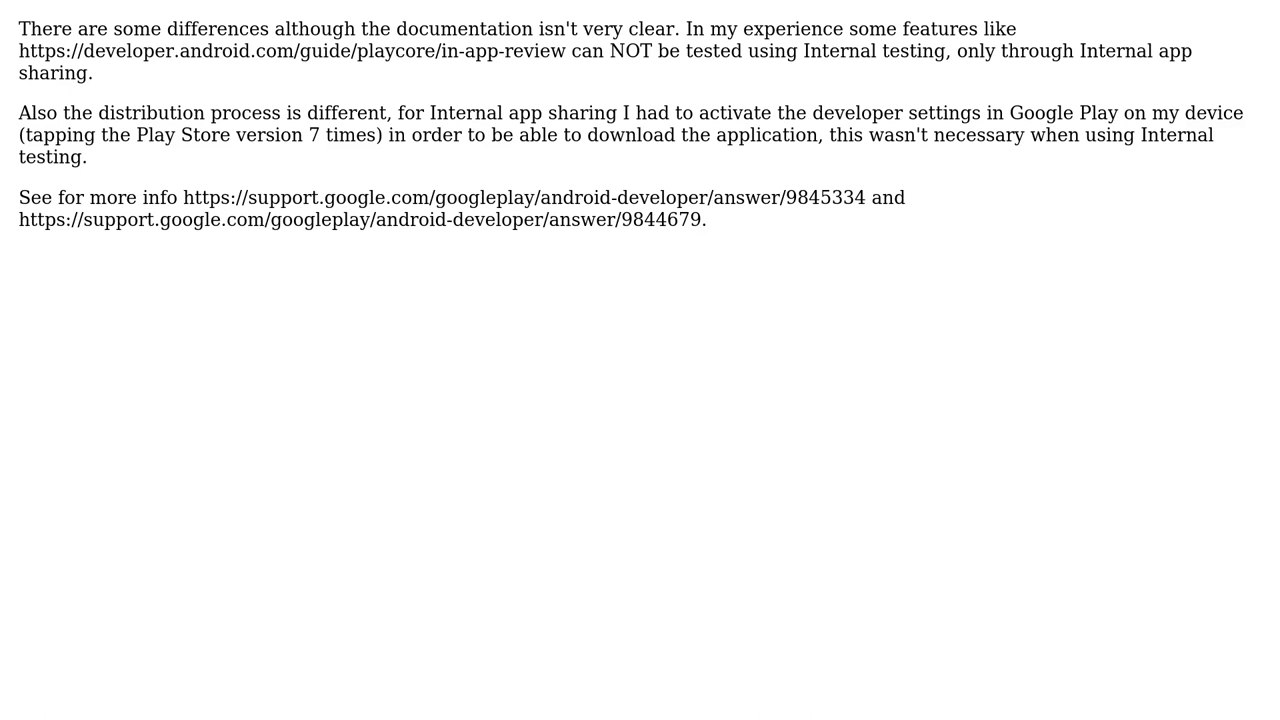 There are some differences although the documentation isn't very clear. In my experience some features like
https://developer.android.com/guide/playcore/in-app-review can NOT be tested using Internal testing, only through Internal app
sharing.
Also the distribution process is different, for Internal app sharing I had to activate the developer settings in Google Play on my device
(tapping the Play Store version 7 times) in order to be able to download the application, this wasn't necessary when using Internal
testing.
See for more info https://support.google.com/googleplay/android-developer/answer/9845334 and
https://support.google.com/googleplay/android-developer/answer/9844679.